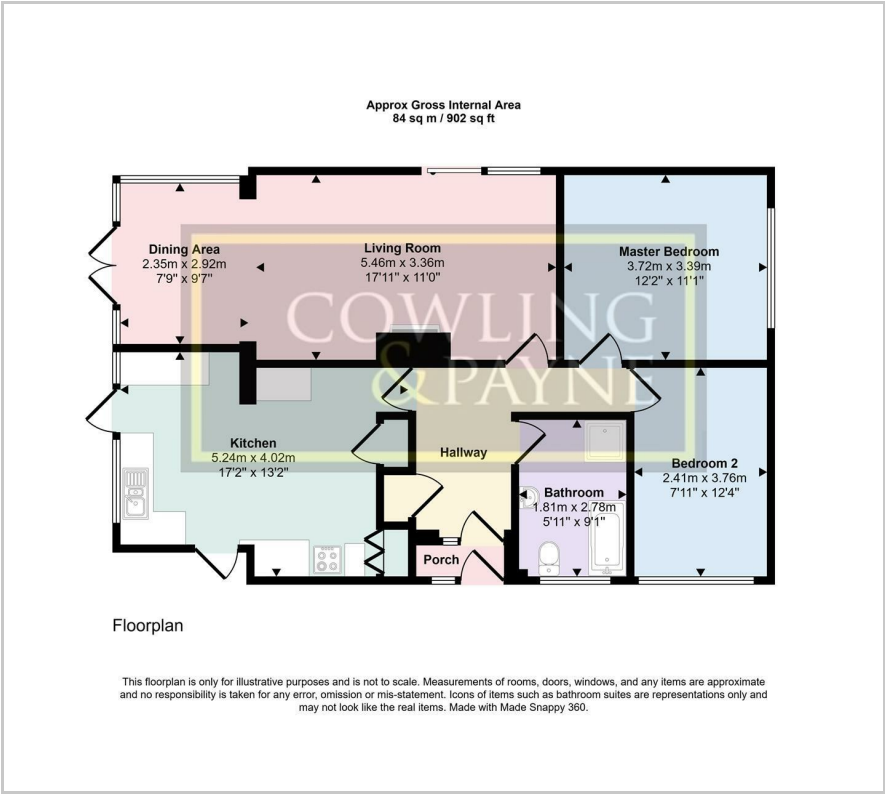 Approx Gross Internal Area
84 sq m / 902 sq ft
Dining Area
2.35m x 2.92m
7'9" x 9'7"
Living Room
5.46m x 3.36m
17'11" x 11'0"
Master Bedroom
3.72m x 3.39m
12'2" x 11'1"
COWLING
& PAYNE
Kitchen
5.24m x 4.02m
17'2" x 13'2"
Hallway
Bathroom
1.81m x 2.78m
5'11" x 9'1"
Bedroom 2
2.41m x 3.76m
7'11" x 12'4"
Porch
Floorplan
This floorplan is only for illustrative purposes and is not to scale. Measurements of rooms, doors, windows, and any items are approximate
and no responsibility is taken for any error, omission or mis-statement. Icons of items such as bathroom suites are representations only and
may not look like the real items. Made with Made Snappy 360.